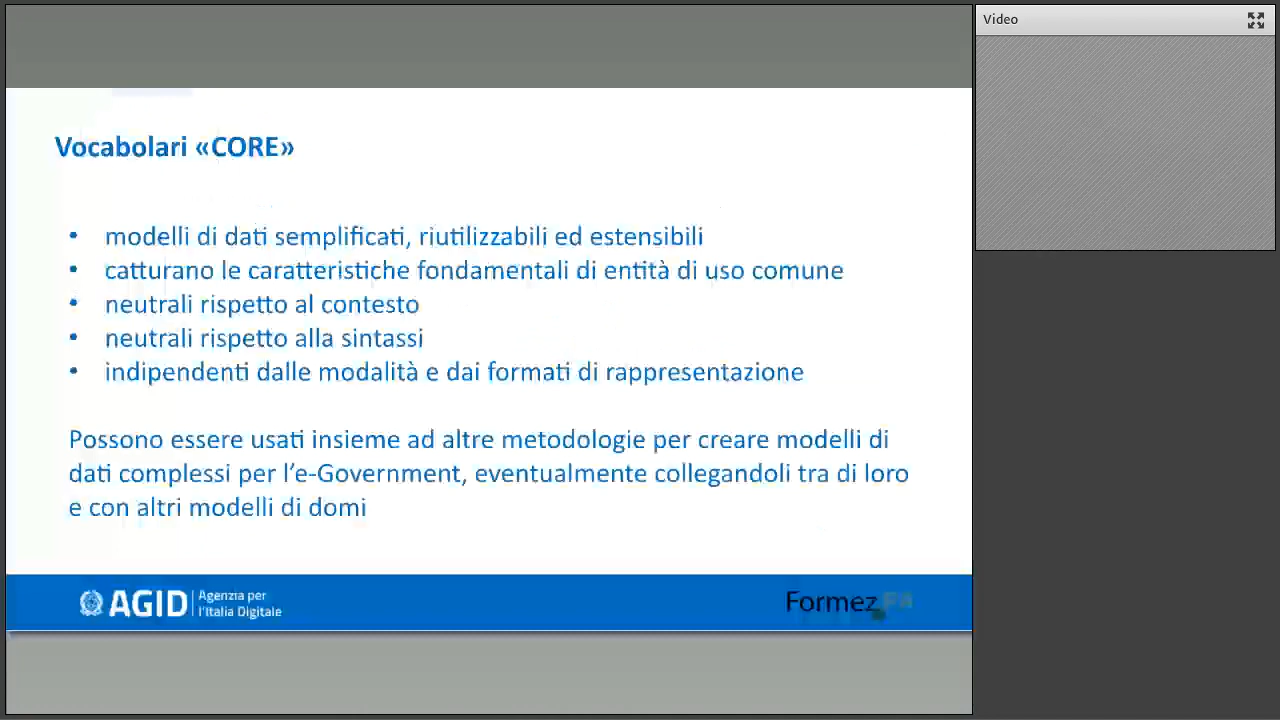 Video
Vocabolari «CORE»
• modelli di dati semplificati, riutilizzabili ed estensibili
• catturano le caratteristiche fondamentali di entità di uso comune
• neutrali rispetto al contesto
• neutrali rispetto alla sintassi
• indipendenti dalle modalità e dai formati di rappresentazione
Possono essere usati insieme ad altre metodologie per creare modelli di
dati complessi per l’e-Government, eventualmente collegandoli tra di loro
e con altri modelli di domi
AGID
Agenzia per
l’Italia Digitale
Formez